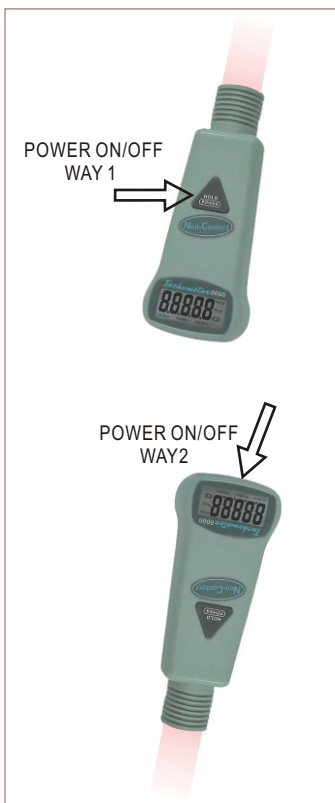 POWER ON/OFF
WAY 1
HOLD
POWER
Non-Contact
Tachometer 8000
88888
POWER ON/OFF
WAY2
88888
Tachometer 8000
Non-Contact
HOLD
POWER